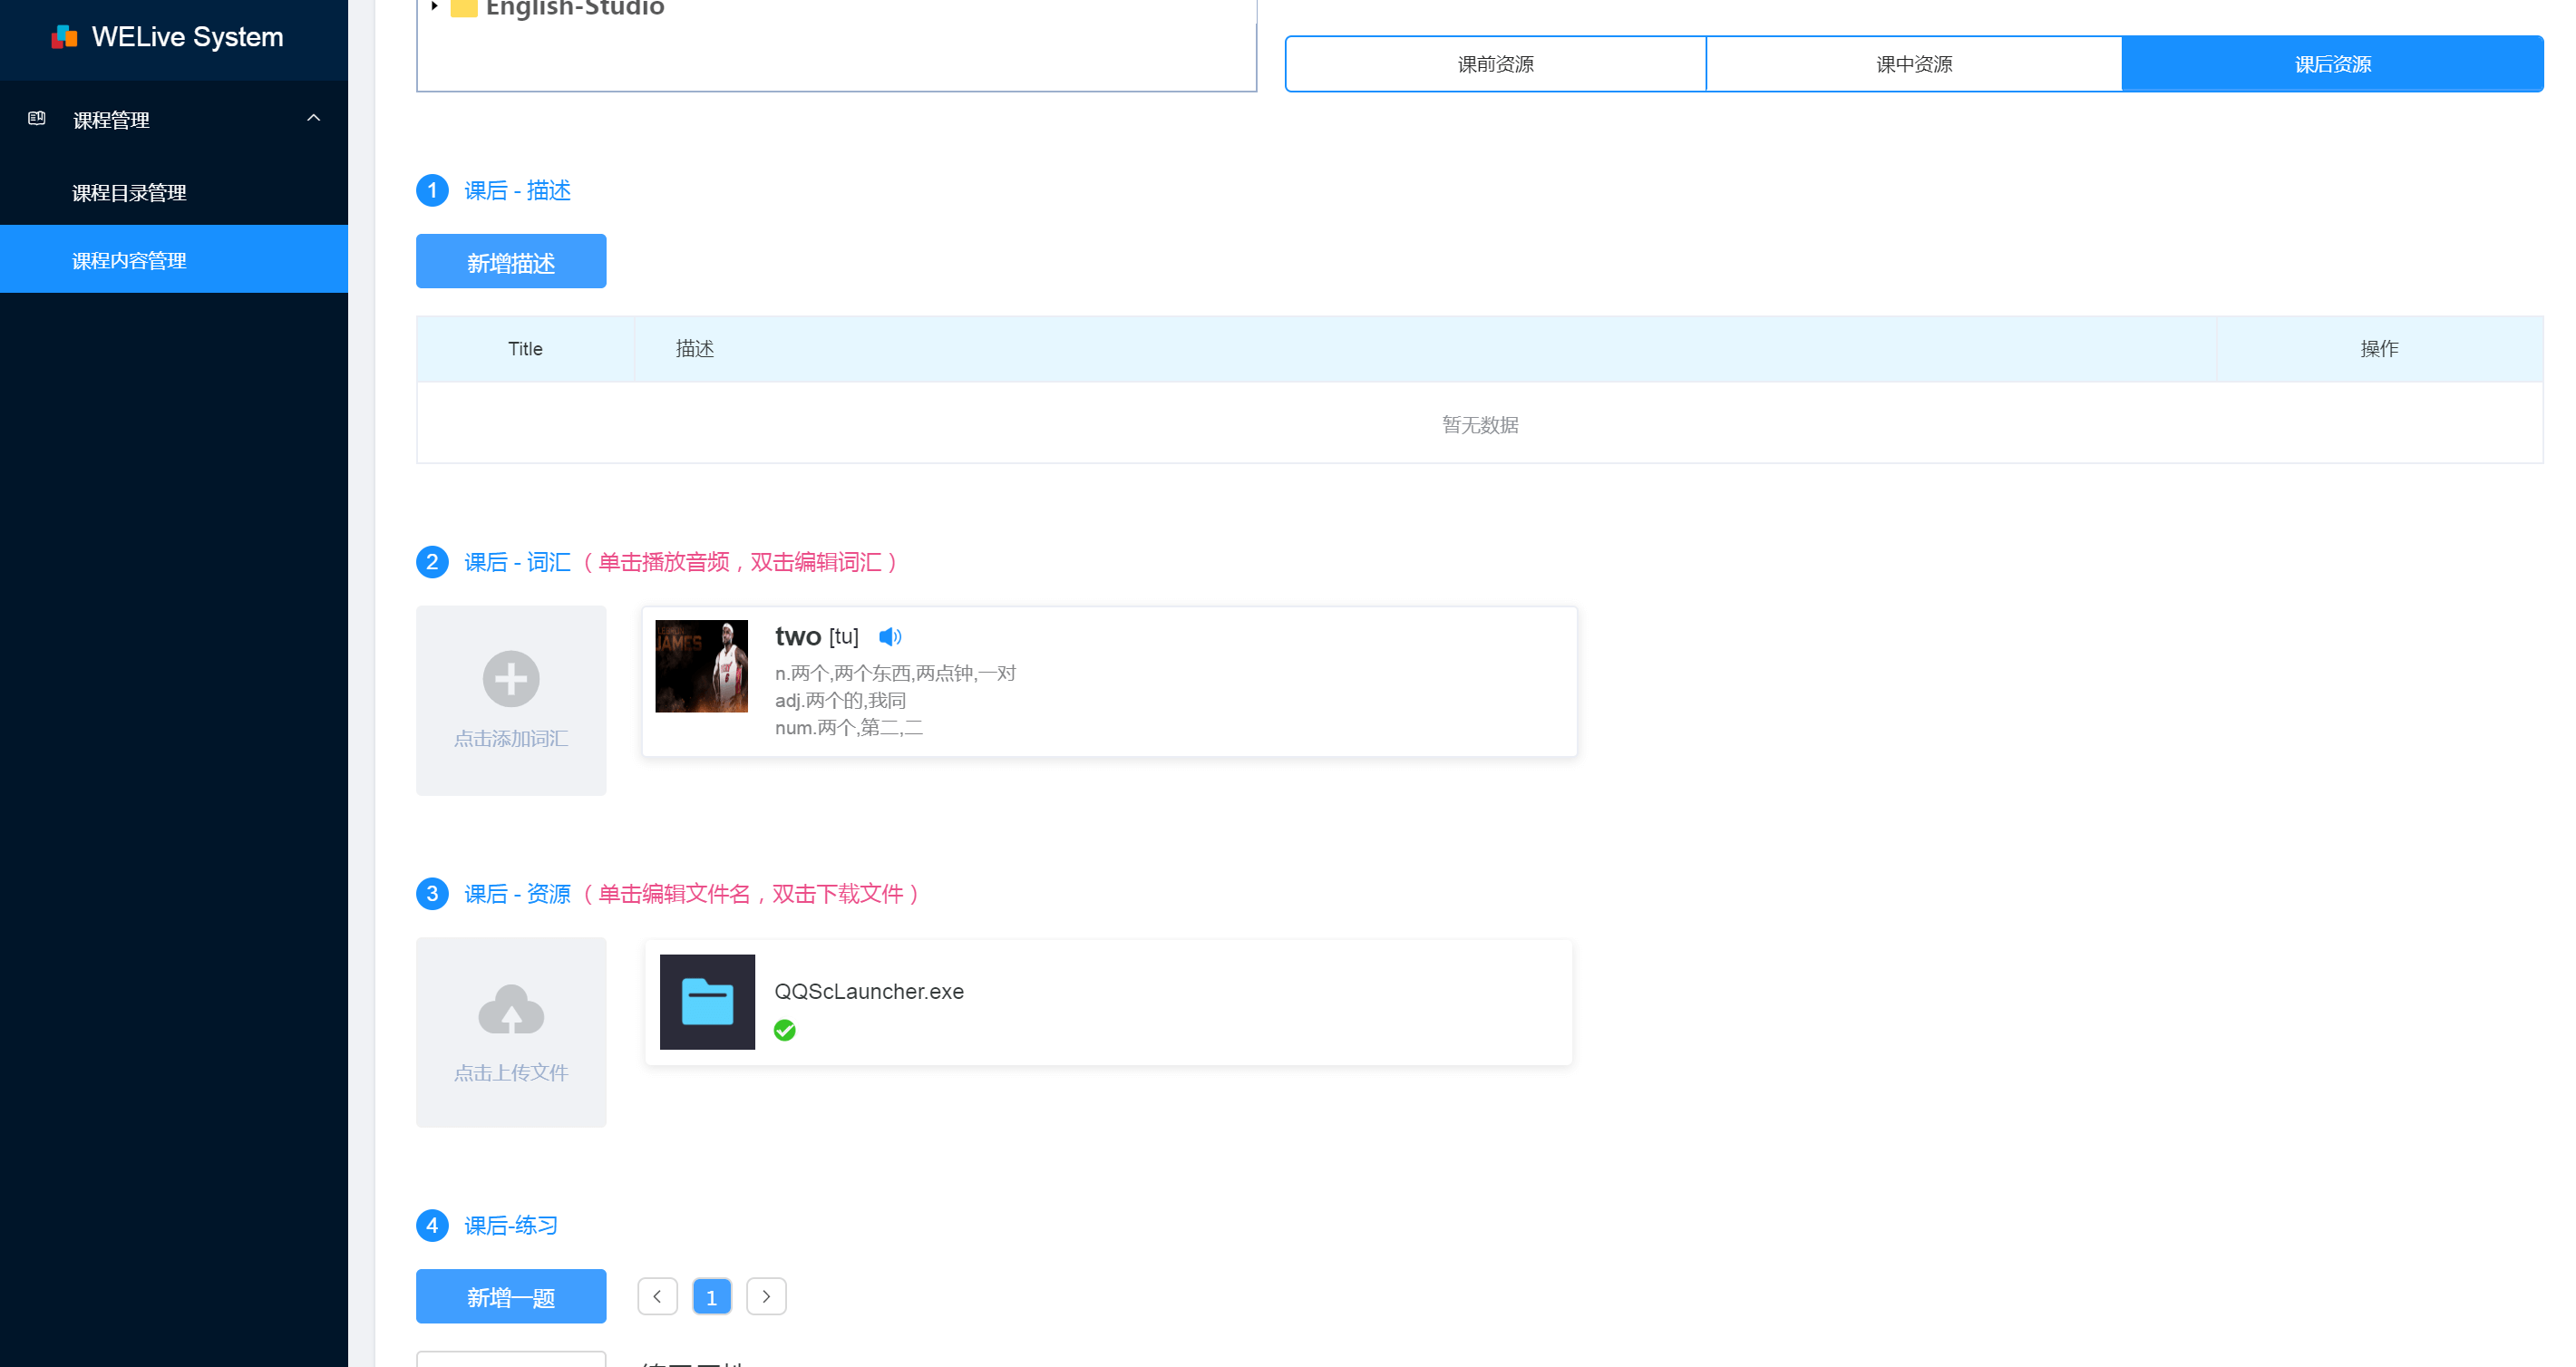 WELive System
课程管理
课程目录管理
课程内容管理
English-Studio
课前资源
课中资源
课后资源
1 课后 - 描述
新增描述
Title 描述 操作
暂无数据
2 课后 - 词汇（单击播放音频，双击编辑词汇）
点击添加词汇
JAMES
two [tu]
n.两个,两个东西,两点钟,一对
adj.两个的,我同
num.两个,第二,二
3 课后 - 资源（单击编辑文件名，双击下载文件）
点击上传文件
QQScLauncher.exe
4 课后-练习
新增一题
1